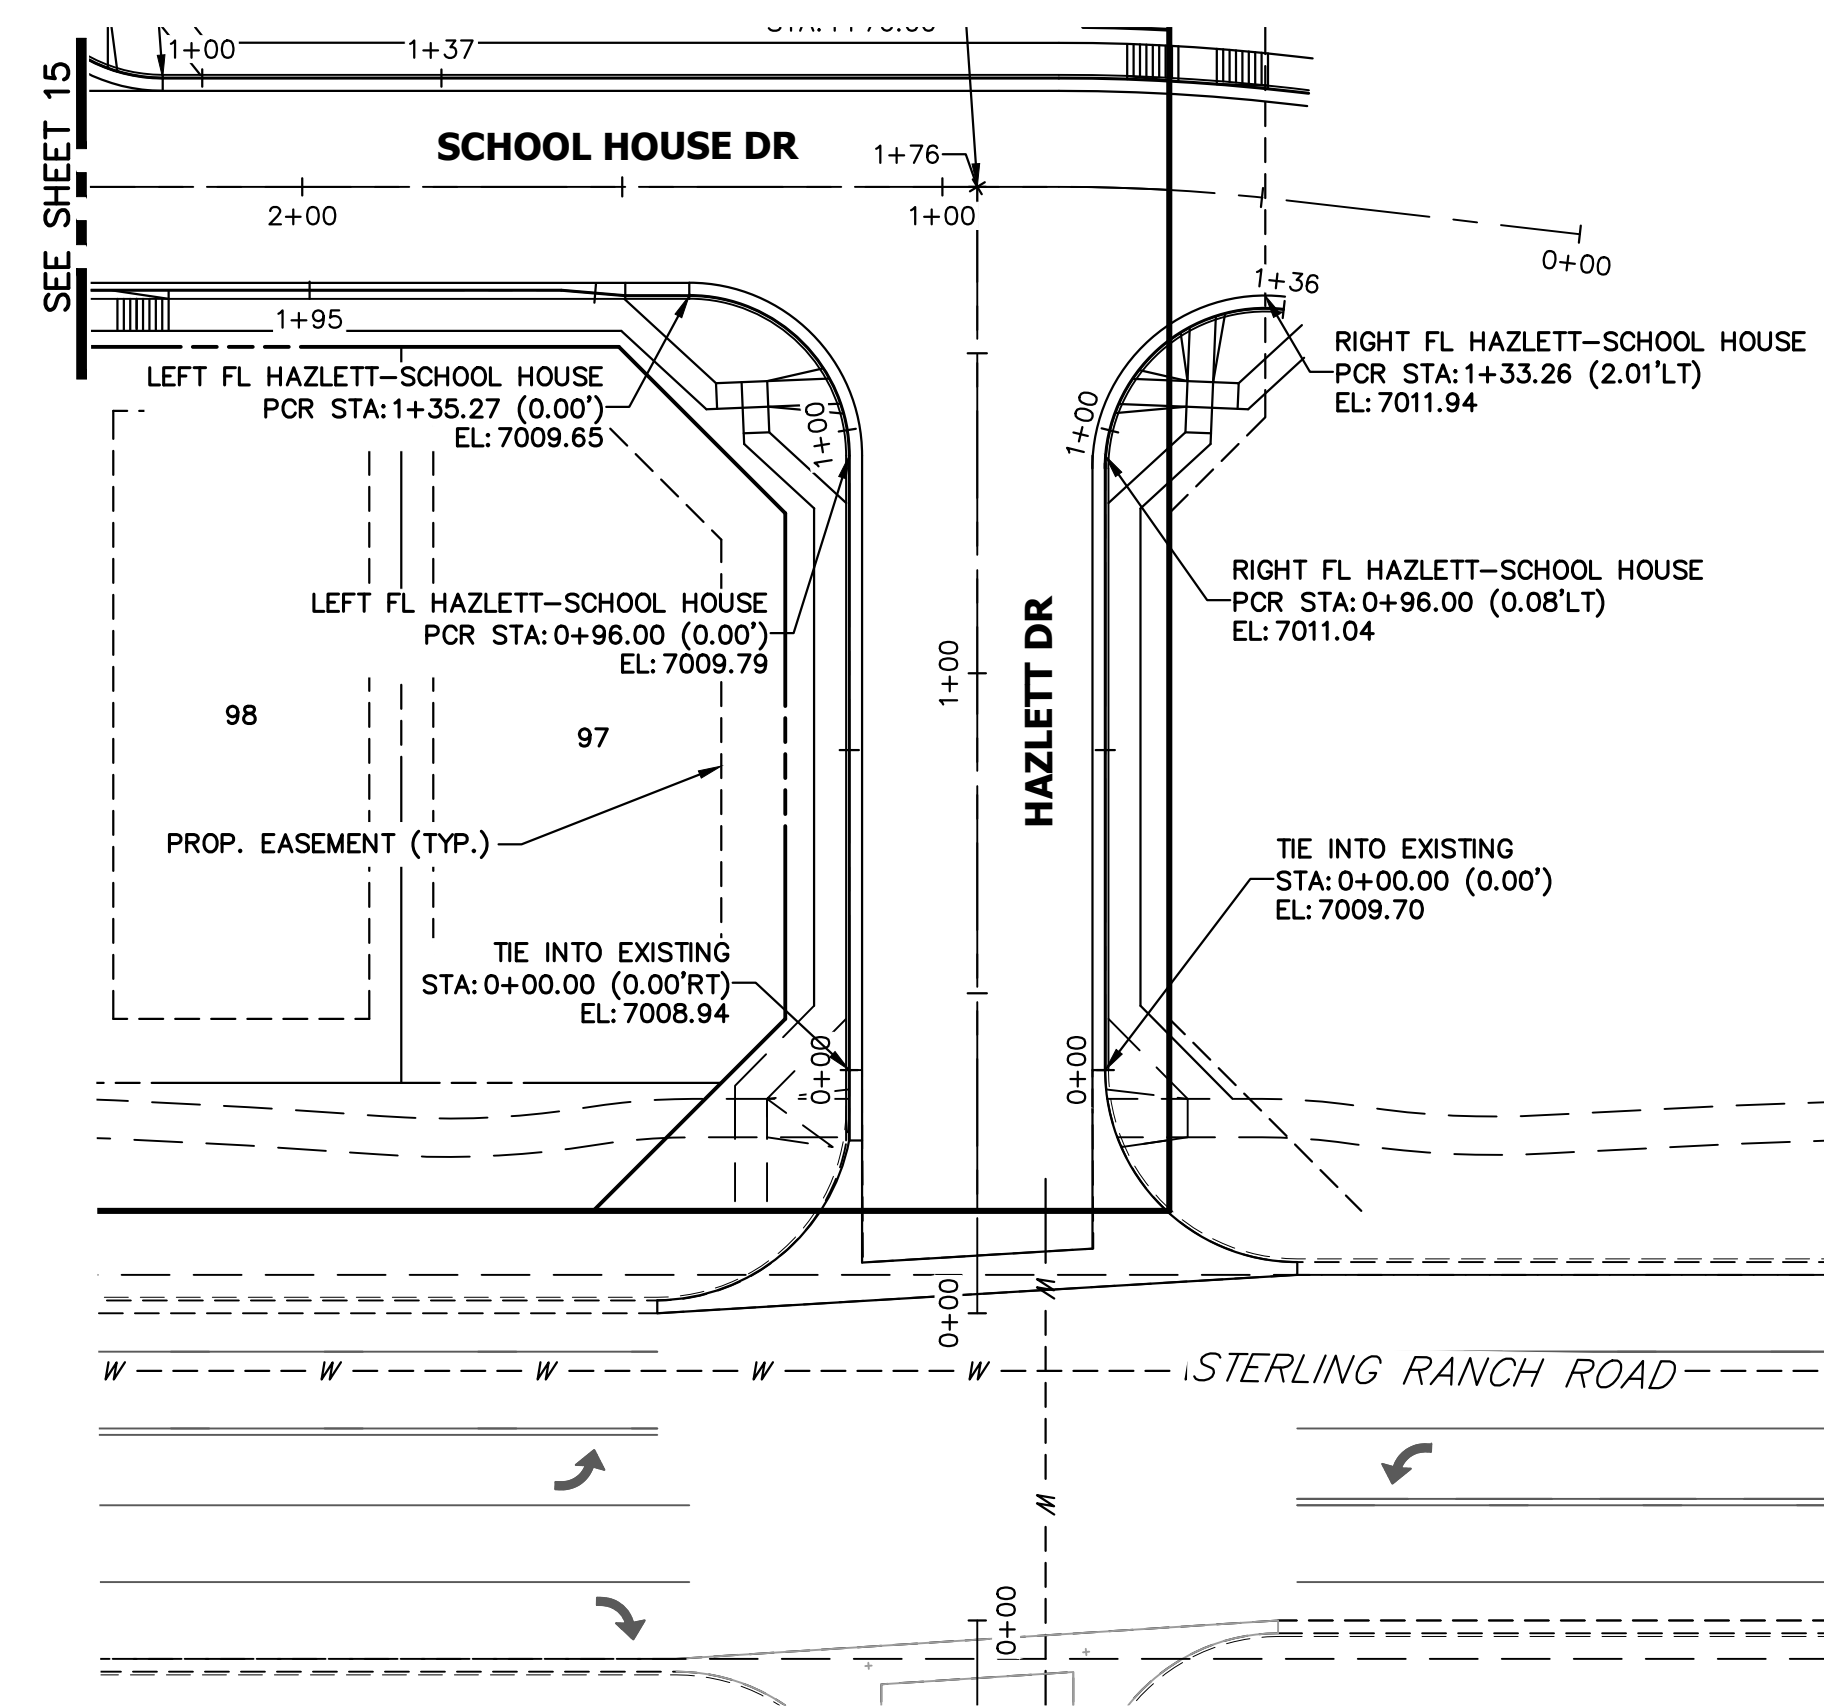 1+00
1+37
SEE SHEET 15
SCHOOL HOUSE DR
1+76
2+00
1+00
0+00
1+36
1+95
RIGHT FL HAZLETT-SCHOOL HOUSE
PCR STA:1+33.26 (2.01'LT)
EL:7011.94
LEFT FL HAZLETT-SCHOOL HOUSE
PCR STA:1+35.27 (0.00')
EL:7009.65
1+00
1+00
RIGHT FL HAZLETT-SCHOOL HOUSE
PCR STA:0+96.00 (0.08'LT)
EL:7011.04
LEFT FL HAZLETT-SCHOOL HOUSE
PCR STA:0+96.00 (0.00')
EL:7009.79
1+00
HAZLETT DR
98
97
PROP. EASEMENT (TYP.)
TIE INTO EXISTING
STA:0+00.00 (0.00')
EL:7009.70
TIE INTO EXISTING
STA:0+00.00 (0.00'RT)
EL:7008.94
0+00
0+00
0+00
W
W W W W W STERLING RANCH ROAD
W
0+00